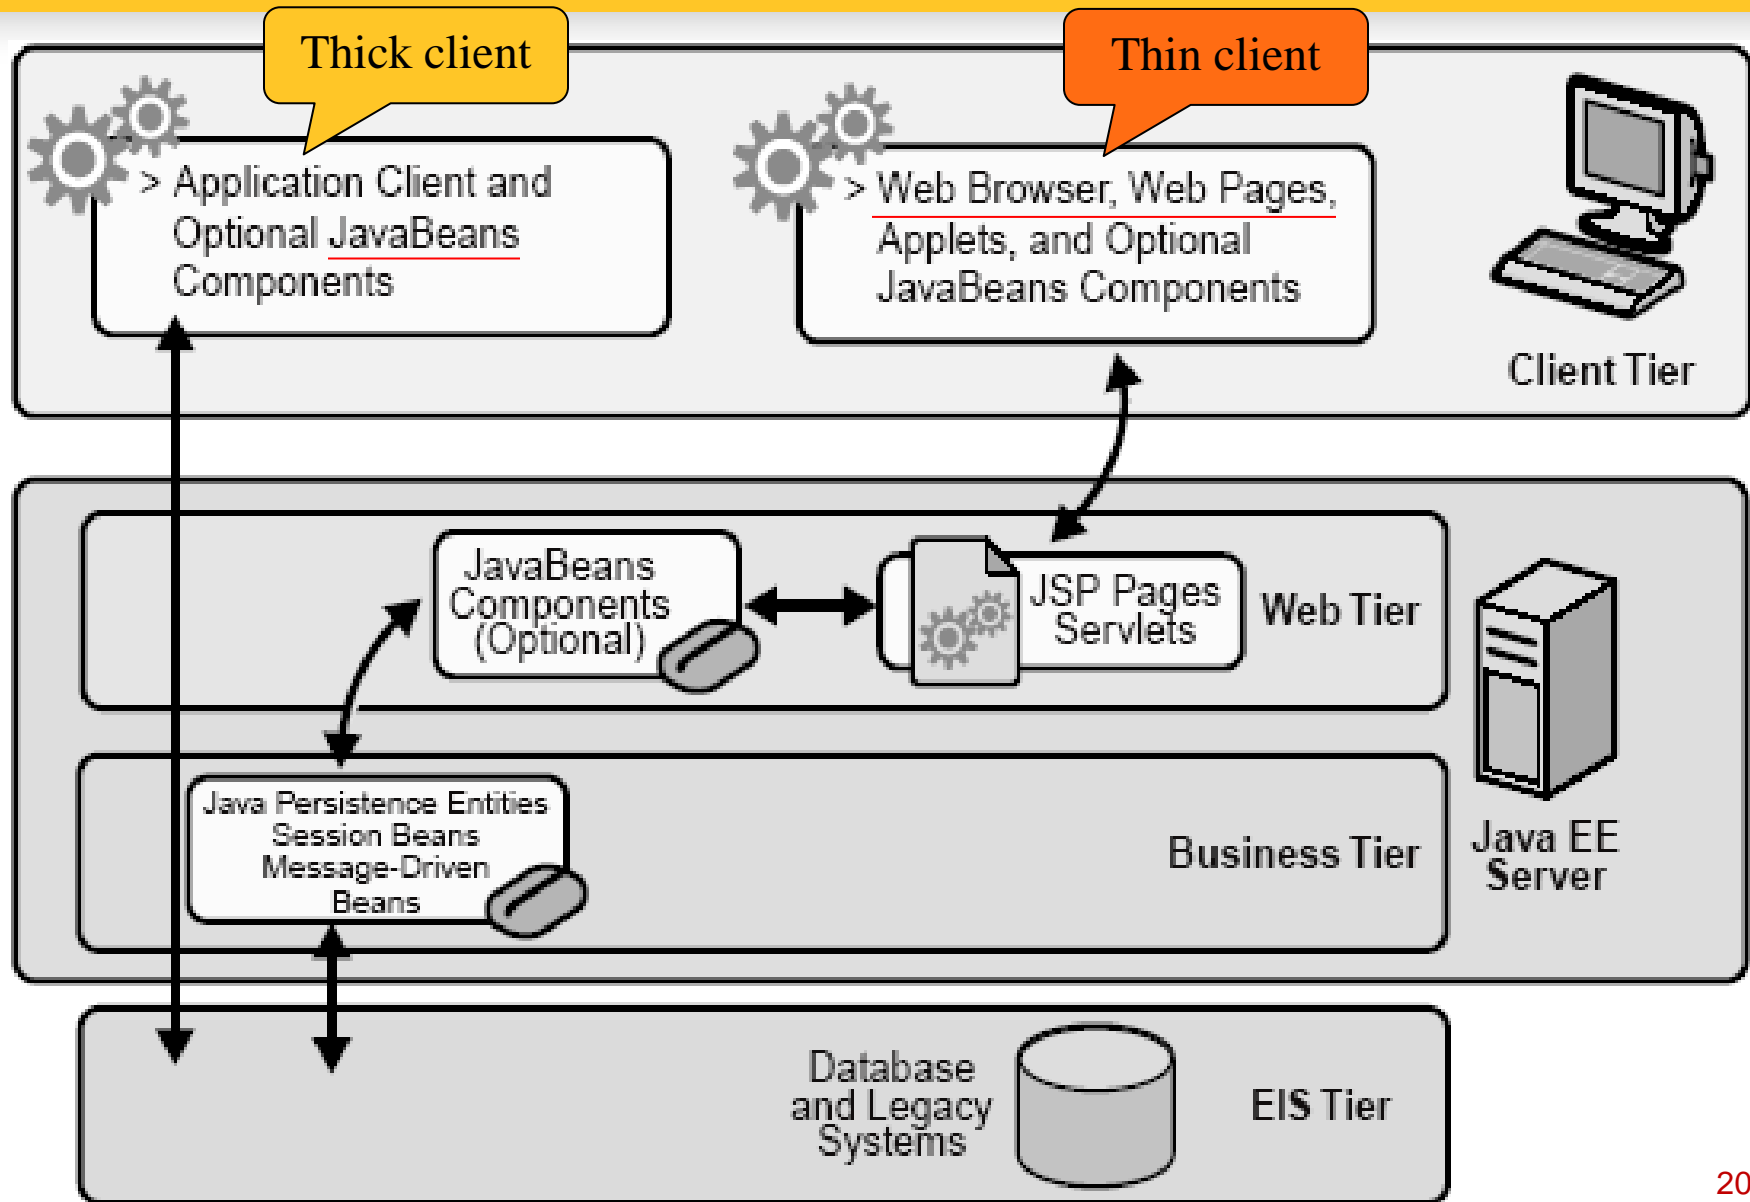 Thick client
Thin client
> Application Client and
Optional JavaBeans
Components
> Web Browser, Web Pages,
Applets, and Optional
JavaBeans Components
Client Tier
JavaBeans
Components
(Optional)
JSP Pages
Servlets
Web Tier
Java Persistence Entities
Session Beans
Message-Driven
Beans
Business Tier
Java EE
Server
Database
and Legacy
Systems
EIS Tier
20